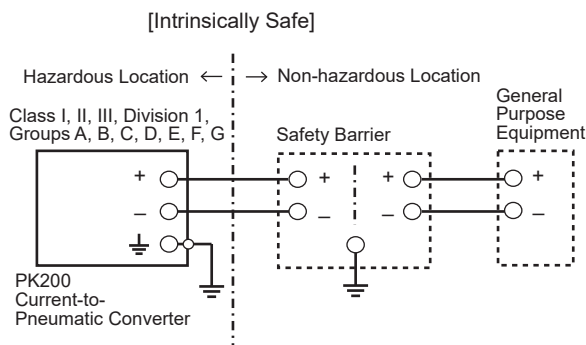 [Intrinsically Safe]
Hazardous Location ← → Non-hazardous Location
Class I, II, III, Division 1,
Groups A, B, C, D, E, F, G
Safety Barrier
General
Purpose
Equipment
+ + + +
– – – –
PK200
Current-to-
Pneumatic Converter